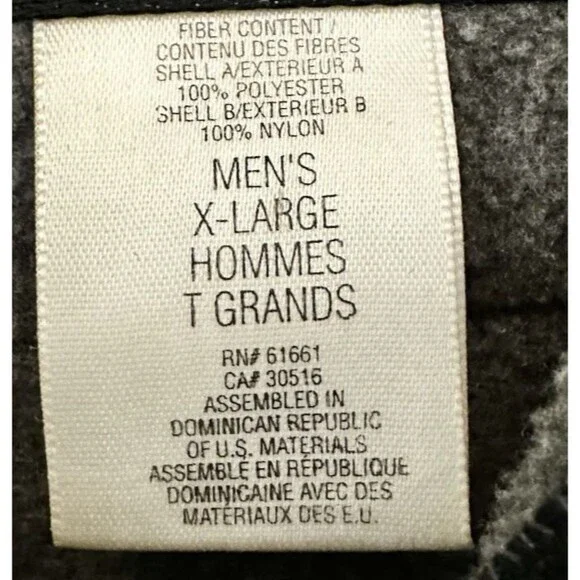 FIBER CONTENT/
CONTENU DES FIBRES
SHELL A/EXTERIEUR A
100% POLYESTER
SHELL B/EXTERIEUR B
100% NYLON
MEN'S
X-LARGE
HOMMES
T GRANDS
RN# 61661
CA# 30516
ASSEMBLED IN
DOMINICAN REPUBLIC
OF U.S. MATERIALS
ASSEMBLÉ EN RÉPUBLIQUE
DOMINICAINE AVEC DES
MATÉRIAUX DES E.U.